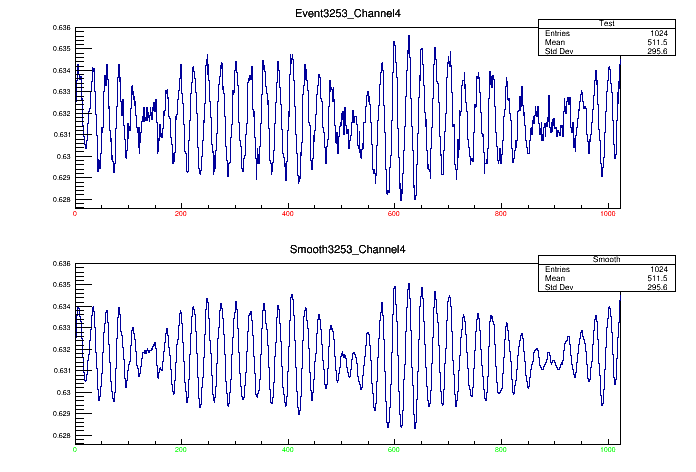 Event3253_Channel4
Test
Entries 1024
Mean 511.5
Std Dev 295.6
0.636
0.635
0.634
0.633
0.632
0.631
0.63
0.629
0.628
0 200 400 600 800 1000
Smooth3253_Channel4
Smooth
Entries 1024
Mean 511.5
Std Dev 295.6
0.636
0.635
0.634
0.633
0.632
0.631
0.63
0.629
0.628
0 200 400 600 800 1000